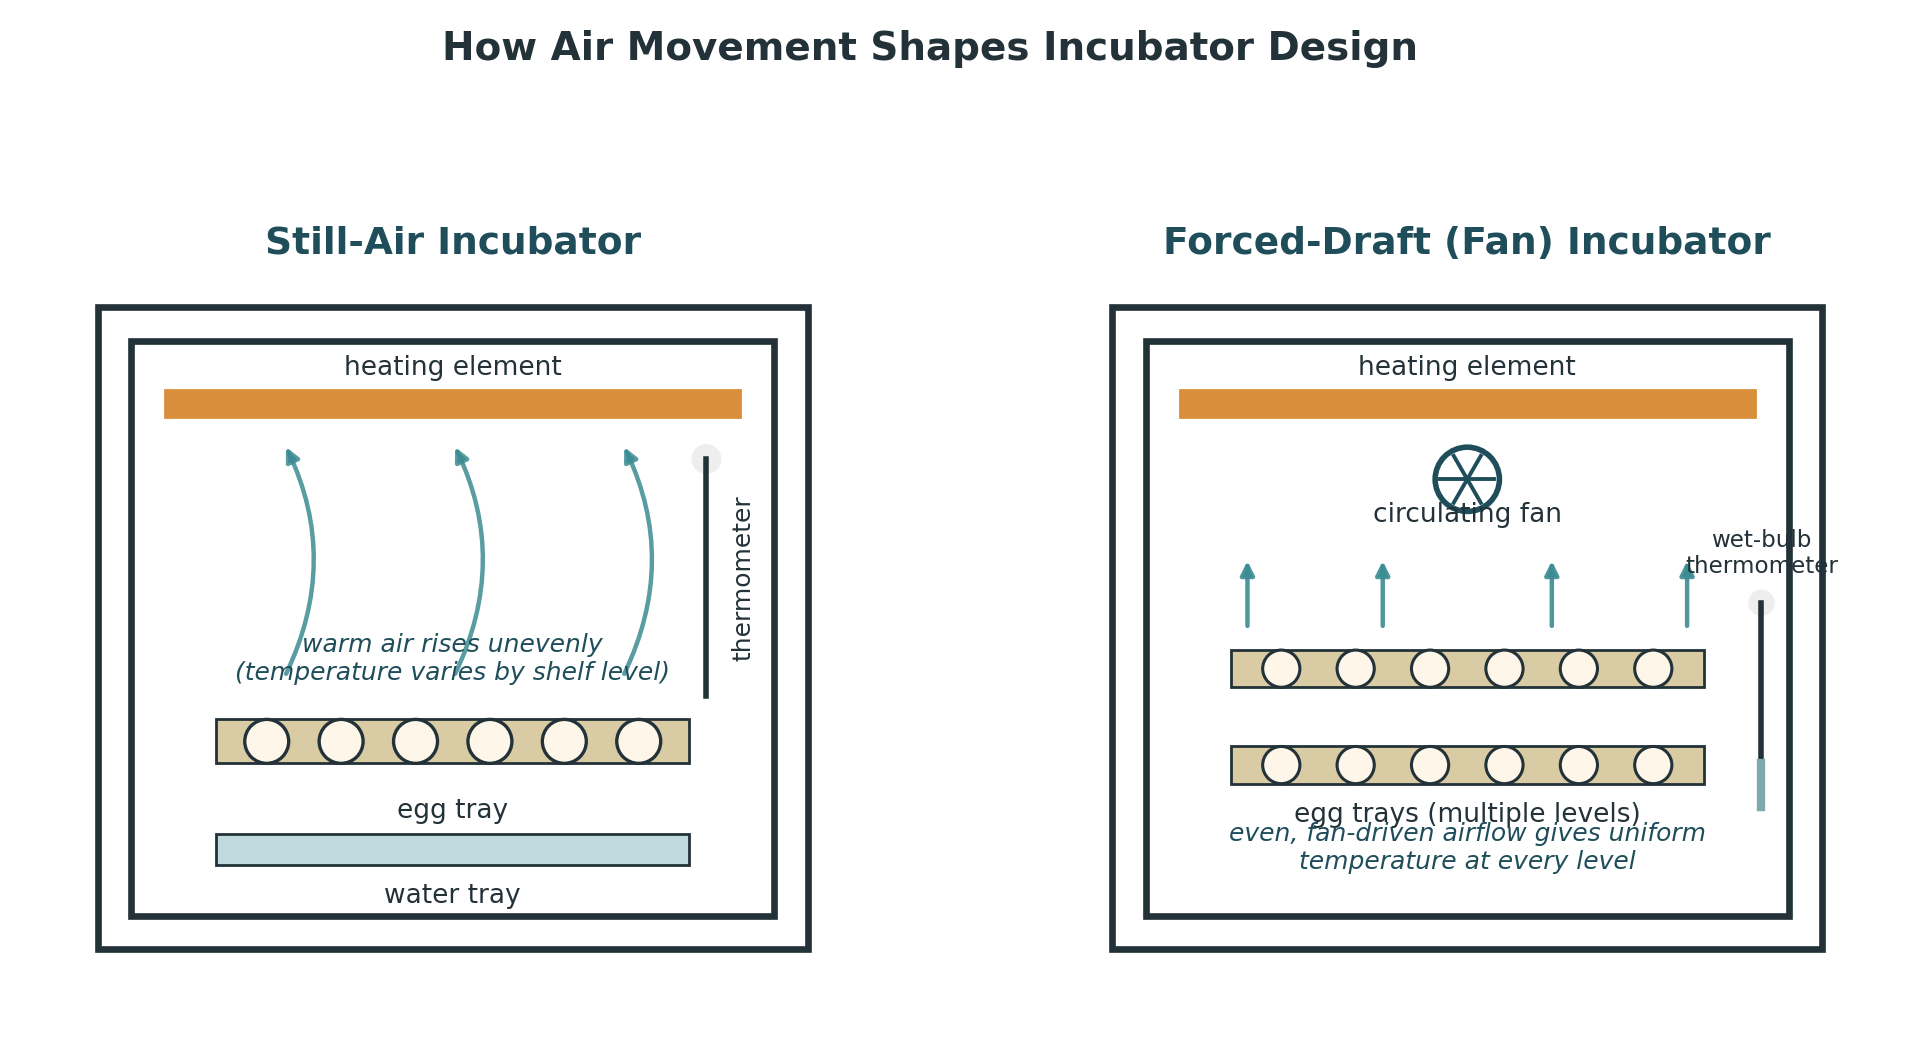 How Air Movement Shapes Incubator Design
Still-Air Incubator
heating element
thermometer
warm air rises unevenly
(temperature varies by shelf level)
egg tray
water tray
Forced-Draft (Fan) Incubator
heating element
circulating fan
wet-bulb
thermometer
egg trays (multiple levels)
even, fan-driven airflow gives uniform
temperature at every level